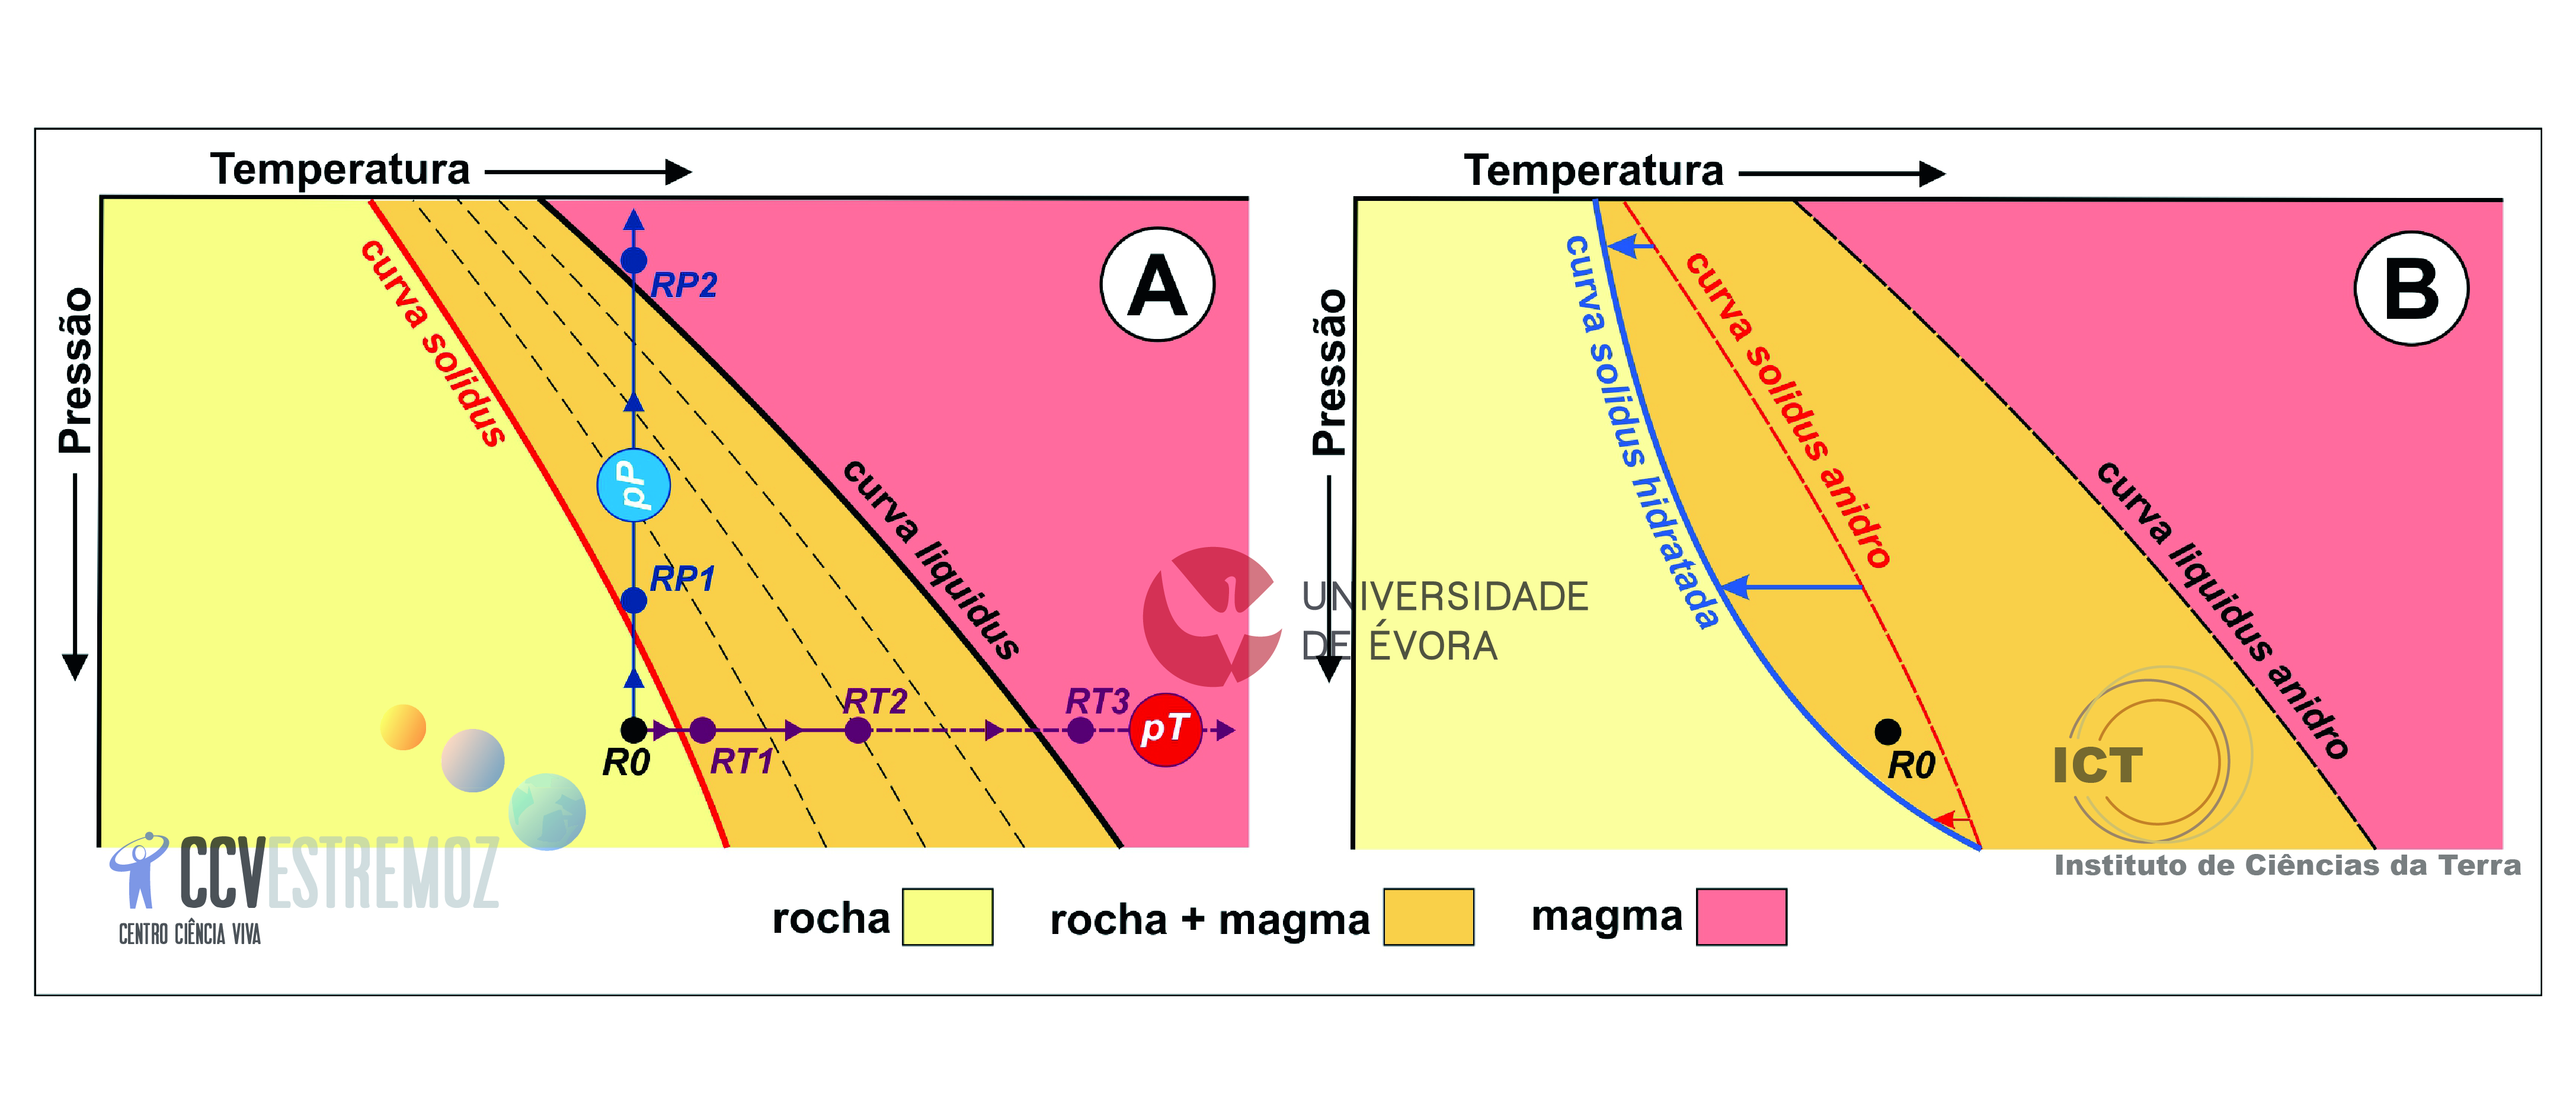 Temperatura
Pressão
curva solidus
curva liquidus
A
RP2
pP
RP1
R0
RT1
RT2
RT3
pT
Temperatura
Pressão
curva solidus hidratada
curva solidus anidro
curva liquidus anidro
B
R0
UNIVERSIDADE
DE ÉVORA
ICT
Instituto de Ciências da Terra
CCVESTREMOZ
CENTRO CIÊNCIA VIVA
rocha
rocha + magma
magma